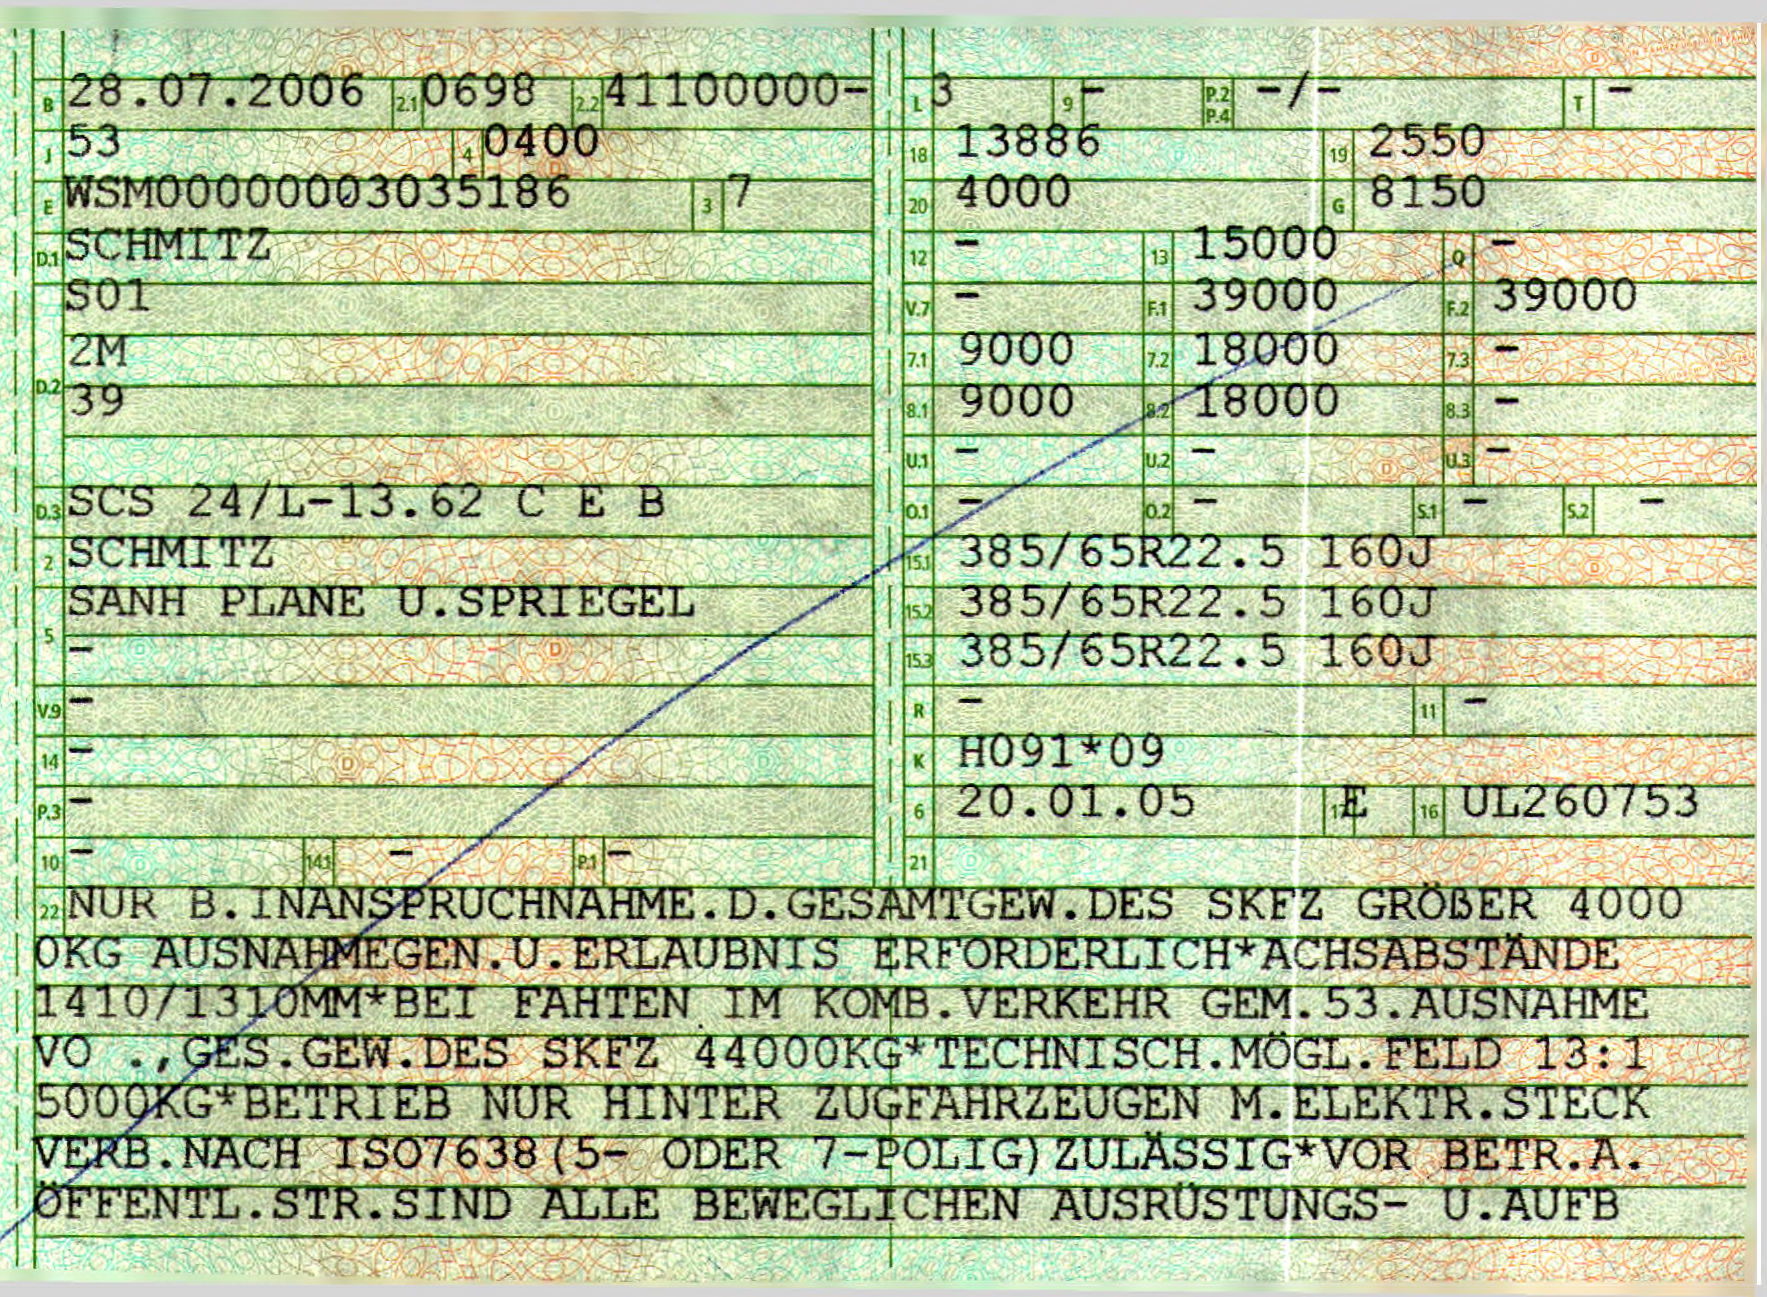 B 28.07.2006 2.1 0698 2.2 41100000-
J 53 4 0400
E WSM00000003035186 3 7
D.1 SCHMITZ
S01
D.2 2M
39
D.3 SCS 24/L-13.62 C E B
2 SCHMITZ
5 SANH PLANE U.SPRIEGEL
-
V.9 -
14 -
P.3 -
10 - 14.1 - P.1 -
L 3 9 - P.2 P.4 -/- T -
18 13886 19 2550
20 4000 G 8150
12 - 13 15000 Q -
V.7 - F.1 39000 F.2 39000
7.1 9000 7.2 18000 7.3 -
8.1 9000 8.2 18000 8.3 -
U.1 - U.2 - U.3 -
O.1 - O.2 - S.1 - S.2 -
15.1 385/65R22.5 160J
15.2 385/65R22.5 160J
15.3 385/65R22.5 160J
R - 11 -
K H091*09
6 20.01.05 17 E 16 UL260753
21
22 NUR B.INANSPRUCHNAHME.D.GESAMTGEW.DES SKFZ GRÖßER 4000
0KG AUSNAHMEGEN.U.ERLAUBNIS ERFORDERLICH*ACHSABSTÄNDE
1410/1310MM*BEI FAHTEN IM KOMB.VERKEHR GEM.53.AUSNAHME
VO .,GES.GEW.DES SKFZ 44000KG*TECHNISCH.MÖGL.FELD 13:1
5000KG*BETRIEB NUR HINTER ZUGFAHRZEUGEN M.ELEKTR.STECK
VERB.NACH ISO7638(5- ODER 7-POLIG)ZULÄSSIG*VOR BETR.A.
ÖFFENTL.STR.SIND ALLE BEWEGLICHEN AUSRÜSTUNGS- U.AUFB